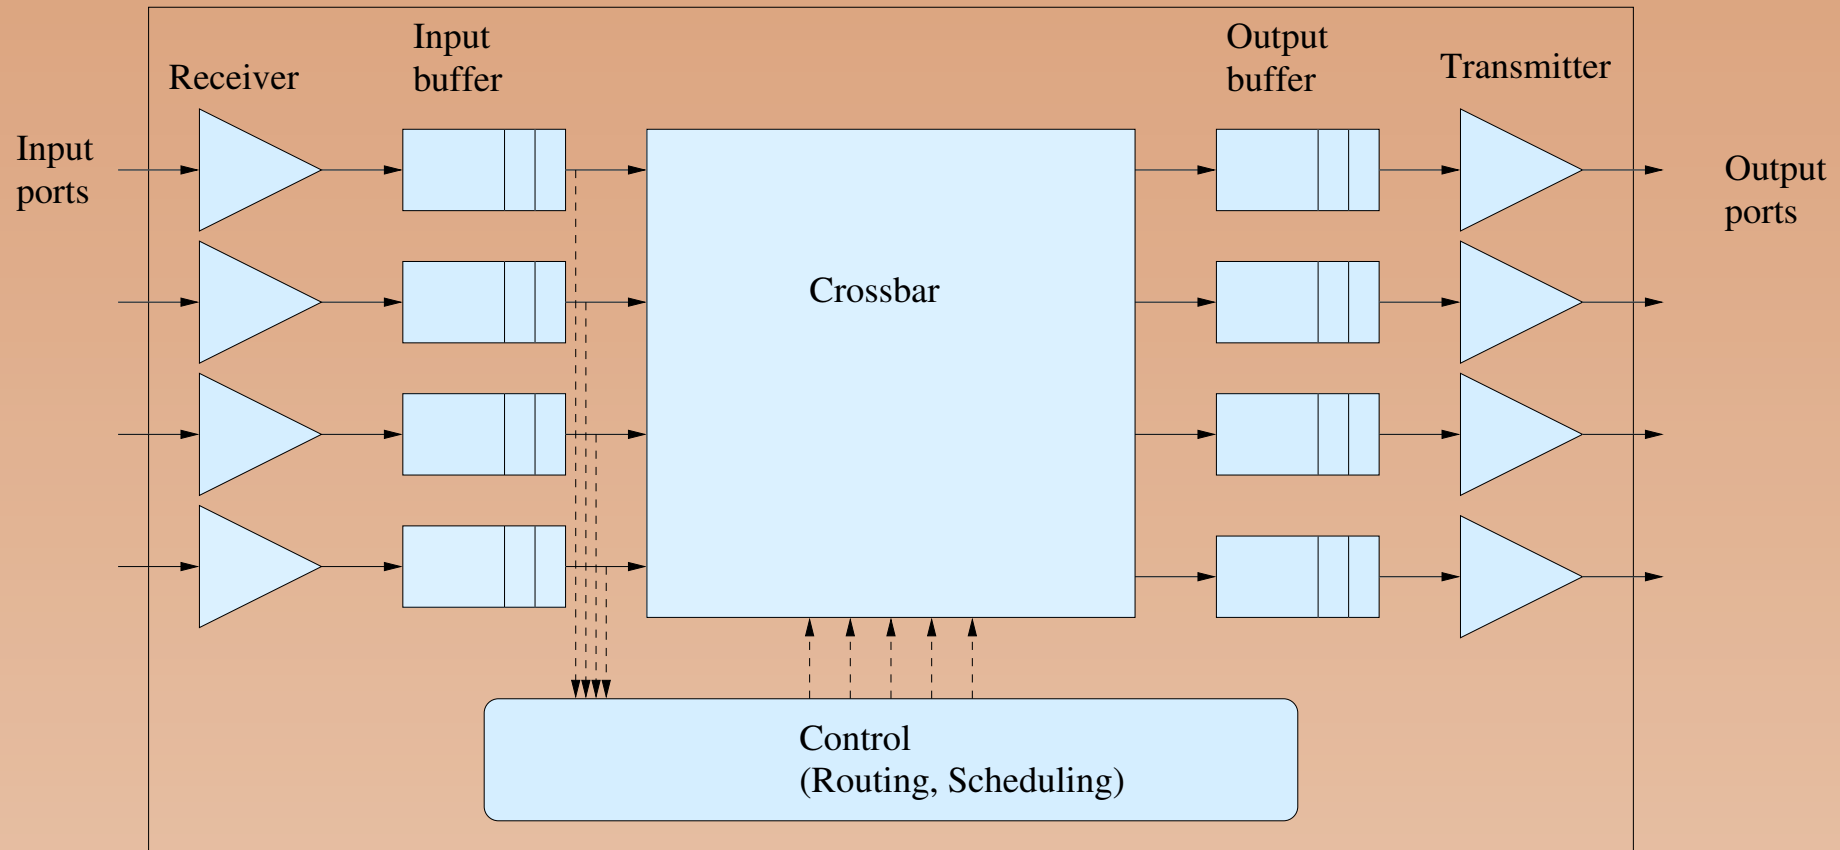 Input
buffer
Output
buffer
Receiver
Transmitter
Input
ports
Output
ports
Crossbar
Control
(Routing, Scheduling)